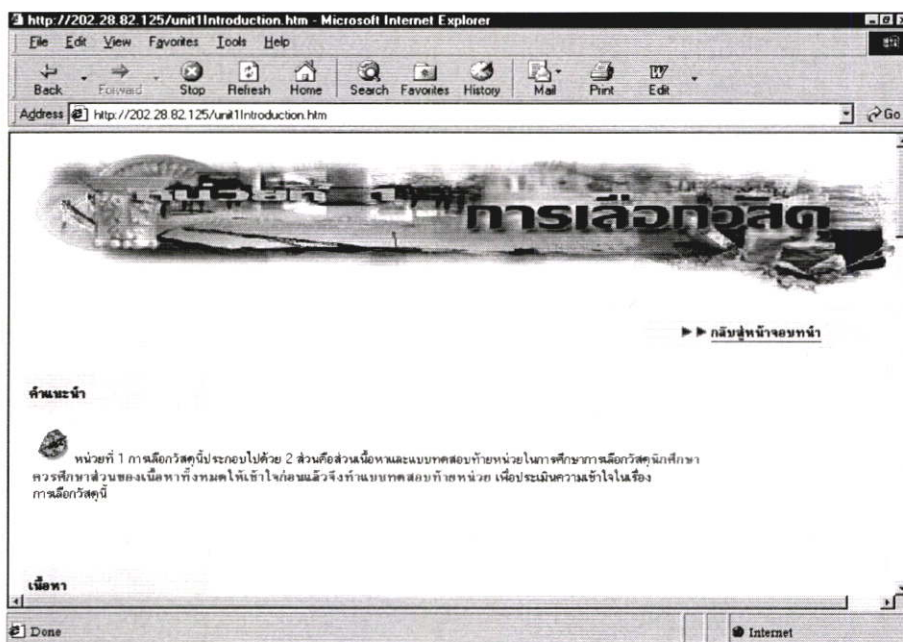 http://202.28.82.125/unit1Introduction.htm - Microsoft Internet Explorer
File Edit View Favorites Tools Help
Back Forward Stop Refresh Home Search Favorites History Mail Print Edit
Address http://202.28.82.125/unit1Introduction.htm Go
การเลือกวัสดุ
กลับสู่หน้าจอบทนำ
คำแนะนำ
หน่วยที่ 1 การเลือกวัสดุนี้ประกอบไปด้วย 2 ส่วนคือส่วนเนื้อหาและแบบทดสอบท้ายหน่วยในการศึกษาการเลือกวัสดุนักศึกษา
ควรศึกษาส่วนของเนื้อหาทั้งหมดให้เข้าใจก่อนแล้วจึงทำแบบทดสอบท้ายหน่วย เพื่อประเมินความเข้าใจในเรื่อง
การเลือกวัสดุนี้
เนื้อหา
Done Internet